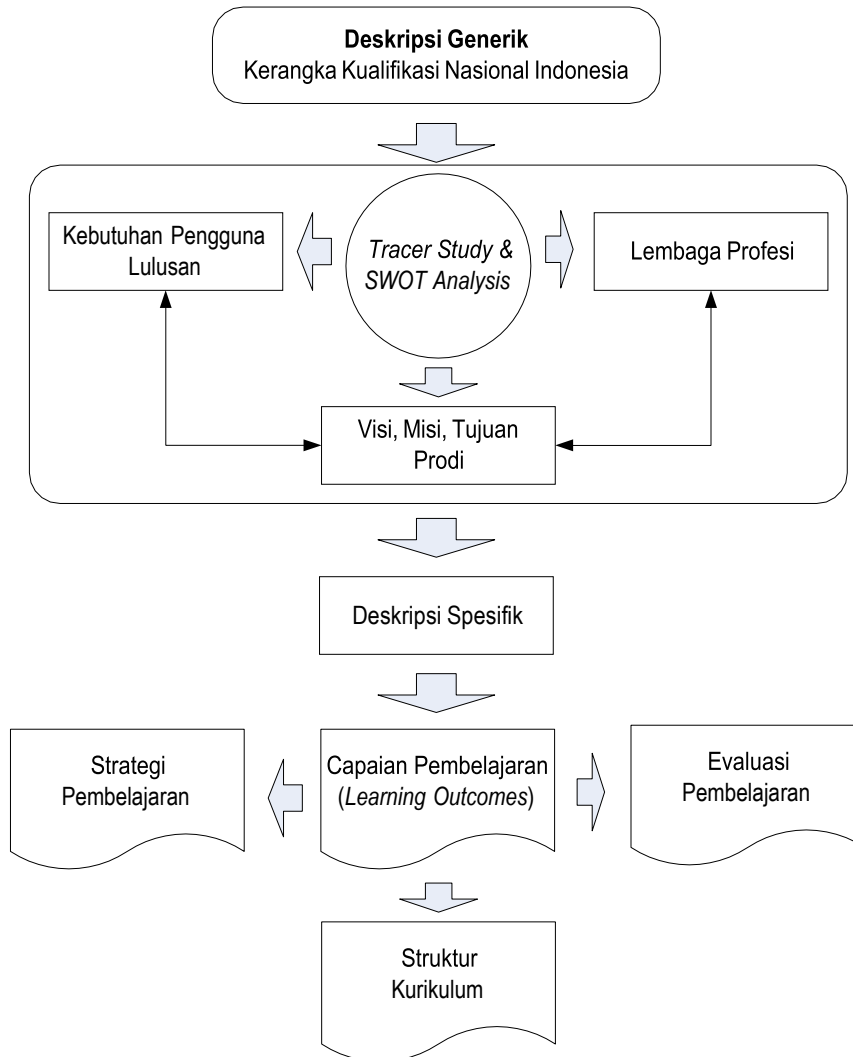 Deskripsi Generik
Kerangka Kualifikasi Nasional Indonesia
Kebutuhan Pengguna
Lulusan
Tracer Study &
SWOT Analysis
Lembaga Profesi
Visi, Misi, Tujuan
Prodi
Deskripsi Spesifik
Strategi
Pembelajaran
Capaian Pembelajaran
(Learning Outcomes)
Evaluasi
Pembelajaran
Struktur
Kurikulum